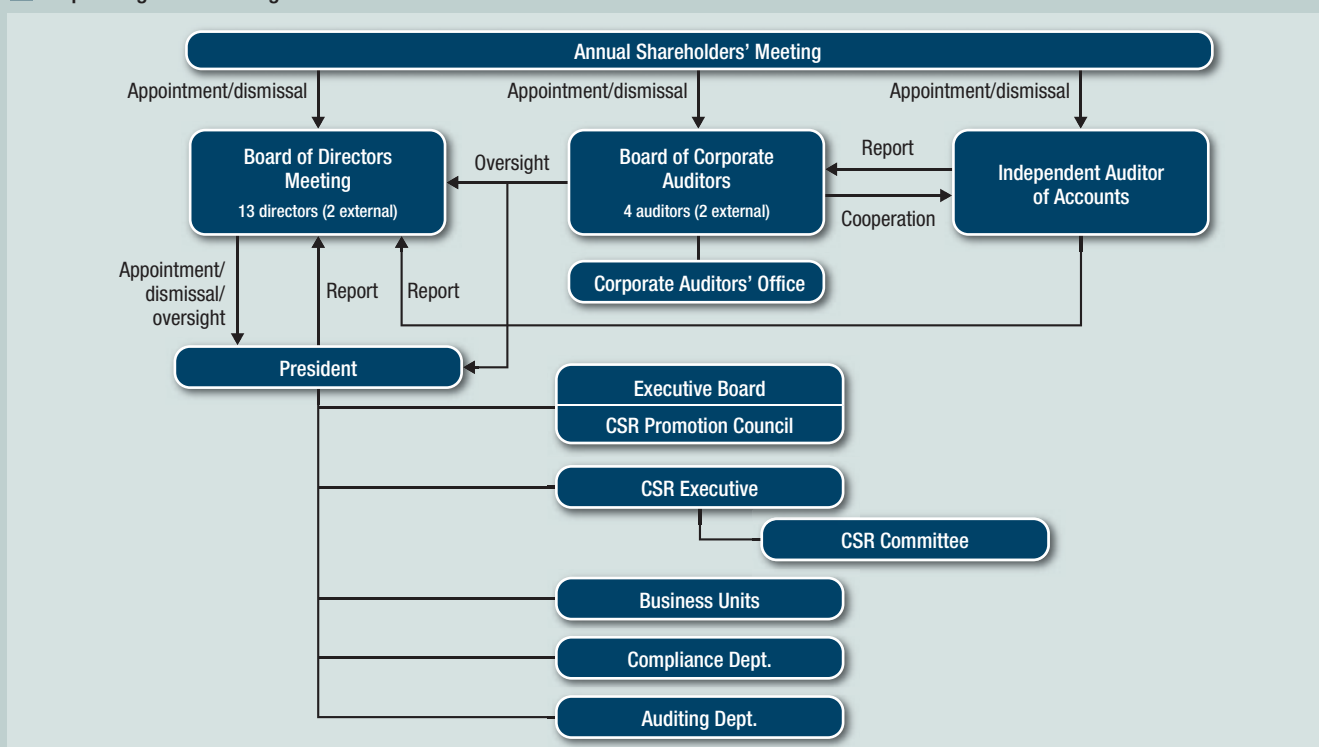 Annual Shareholders’ Meeting
Appointment/dismissal
Appointment/dismissal
Appointment/dismissal
Board of Directors
Meeting
13 directors (2 external)
Oversight
Board of Corporate
Auditors
4 auditors (2 external)
Report
Cooperation
Independent Auditor
of Accounts
Corporate Auditors’ Office
Appointment/
dismissal/
oversight
Report
Report
President
Executive Board
CSR Promotion Council
CSR Executive
CSR Committee
Business Units
Compliance Dept.
Auditing Dept.